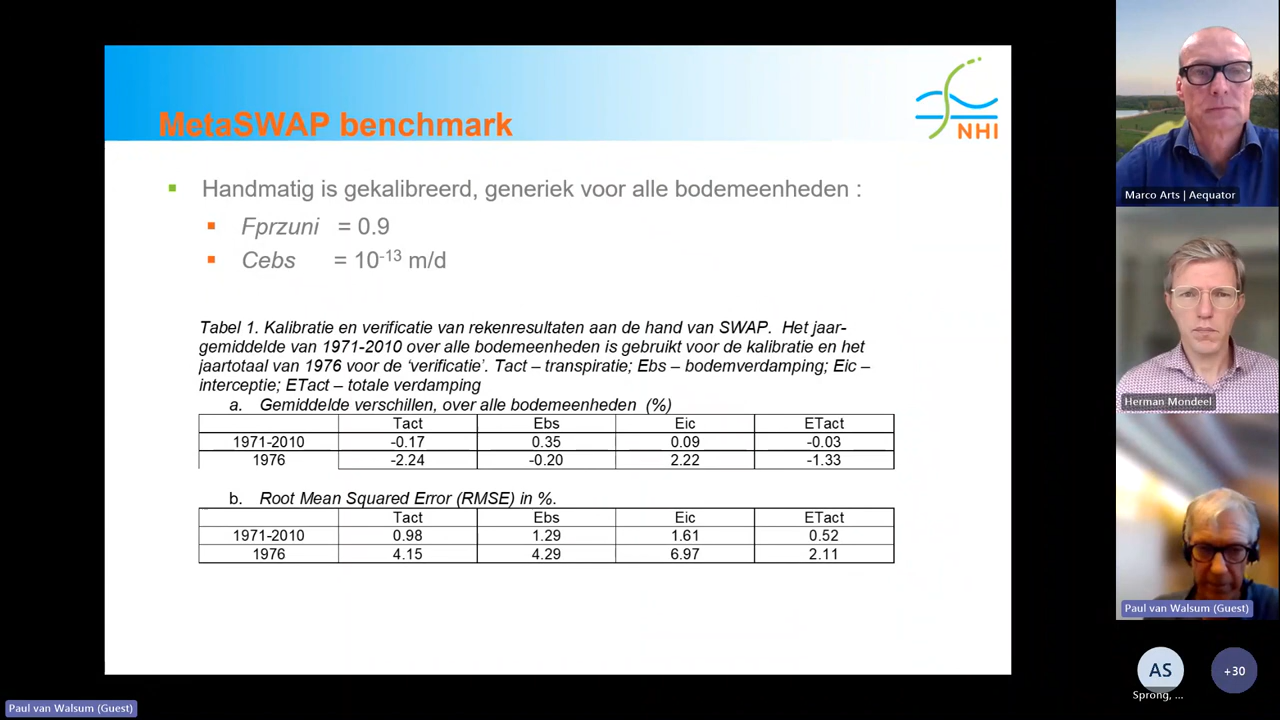 MetaSWAP benchmark
NHI
Handmatig is gekalibreerd, generiek voor alle bodemeenheden :
Fprzuni = 0.9
Cebs = 10-13 m/d
Tabel 1. Kalibratie en verificatie van rekenresultaten aan de hand van SWAP. Het jaar-
gemiddelde van 1971-2010 over alle bodemeenheden is gebruikt voor de kalibratie en het
jaartotaal van 1976 voor de ‘verificatie’. Tact – transpiratie; Ebs – bodemverdamping; Eic –
interceptie; ETact – totale verdamping
a. Gemiddelde verschillen, over alle bodemeenheden (%)
Tact Ebs Eic ETact
1971-2010 -0.17 0.35 0.09 -0.03
1976 -2.24 -0.20 2.22 -1.33
b. Root Mean Squared Error (RMSE) in %.
Tact Ebs Eic ETact
1971-2010 0.98 1.29 1.61 0.52
1976 4.15 4.29 6.97 2.11
Marco Arts | Aequator
Herman Mondeel
Paul van Walsum (Guest)
AS
+30
Sprong, ...
Paul van Walsum (Guest)